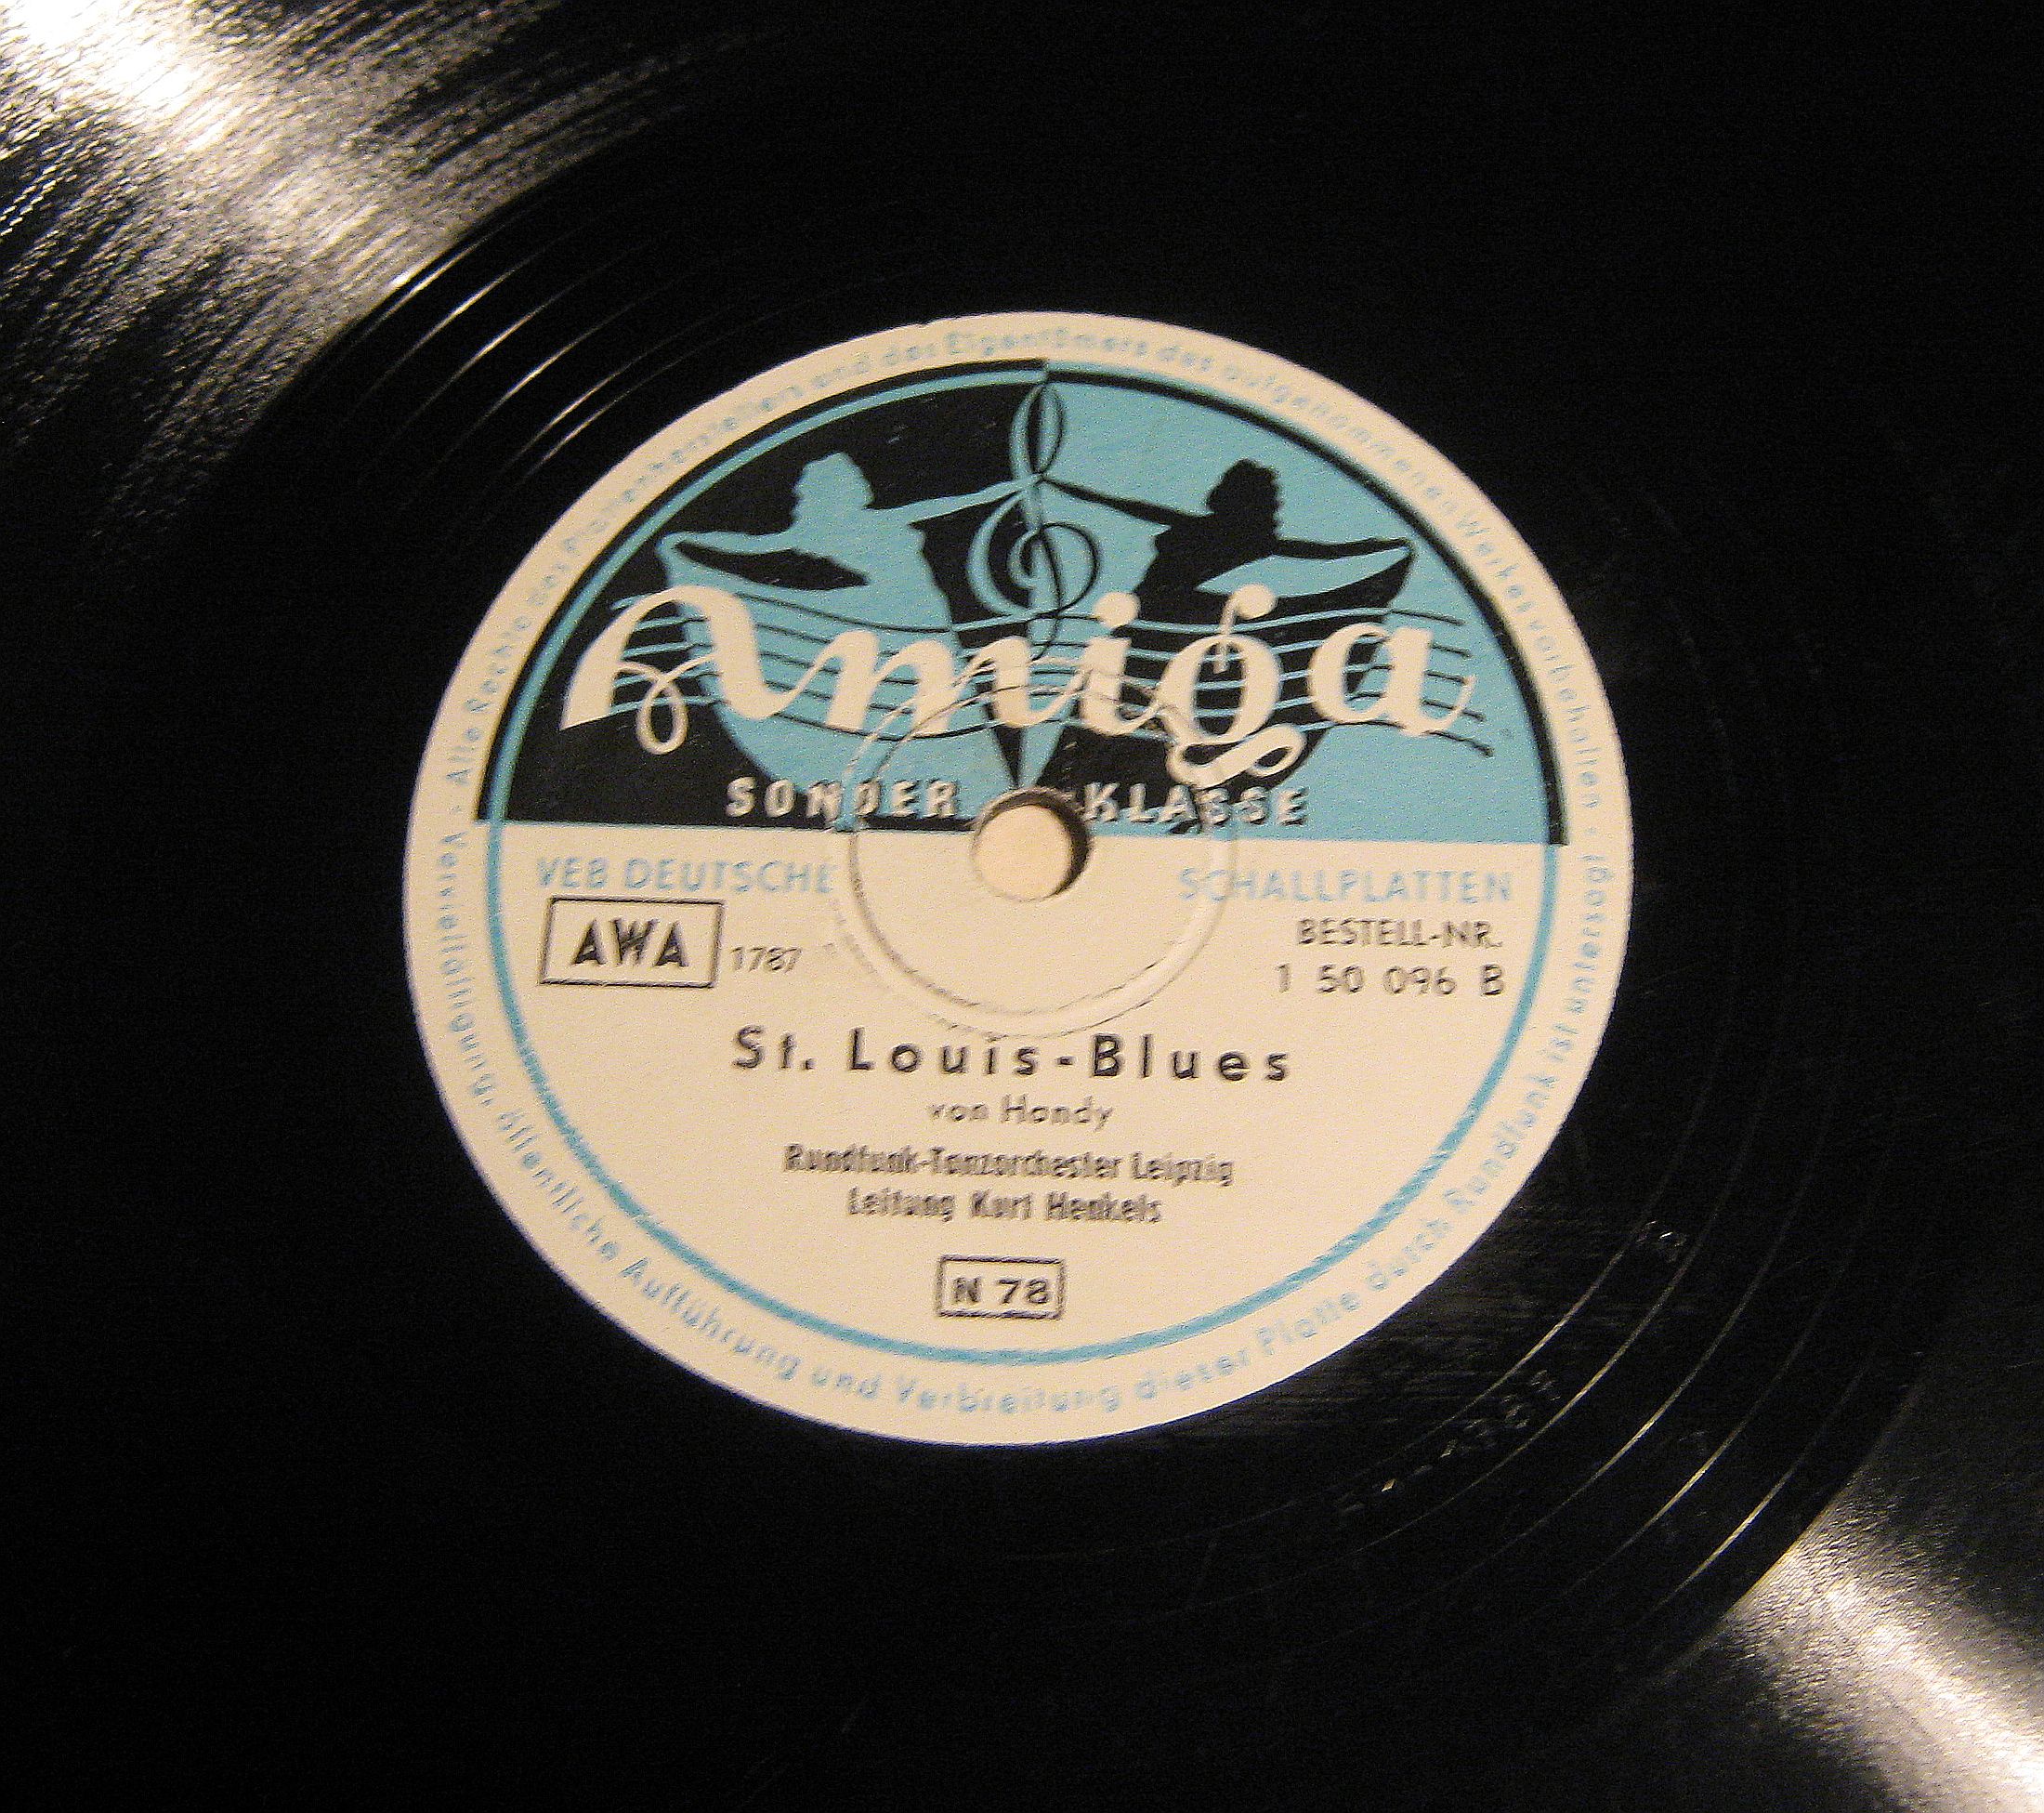 Alle Rechte des Plattenherstellers und des Eigentümers des aufgenommenen Werkes vorbehalten
Amiga
SONDER KLASSE
VEB DEUTSCHE SCHALLPLATTEN
AWA 1787
BESTELL-NR.
1 50 096 B
St. Louis-Blues
von Handy
Rundfunk-Tanzorchester Leipzig
Leitung Kurt Henkels
N 78
Vervielfältigung, öffentliche Aufführung und Verbreitung dieser Platte durch Rundfunk ist untersagt